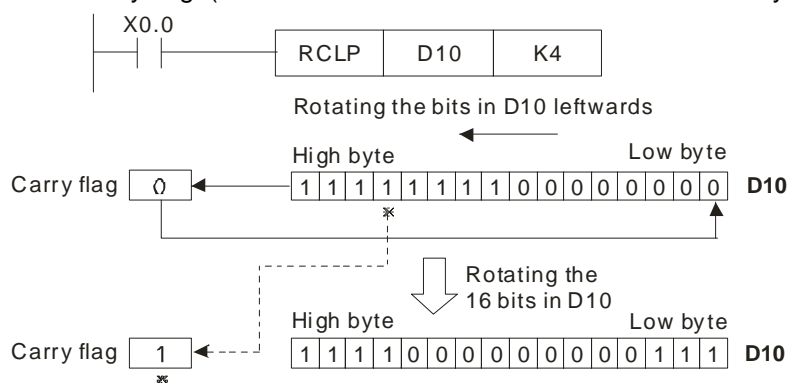 X0.0
RCLP D10 K4
Rotating the bits in D10 leftwards
High byte Low byte
Carry flag 0 1 1 1 1 1 1 1 1 0 0 0 0 0 0 0 0 D10
*
Rotating the
16 bits in D10
High byte Low byte
Carry flag 1 1 1 1 1 0 0 0 0 0 0 0 0 0 1 1 1 D10
*